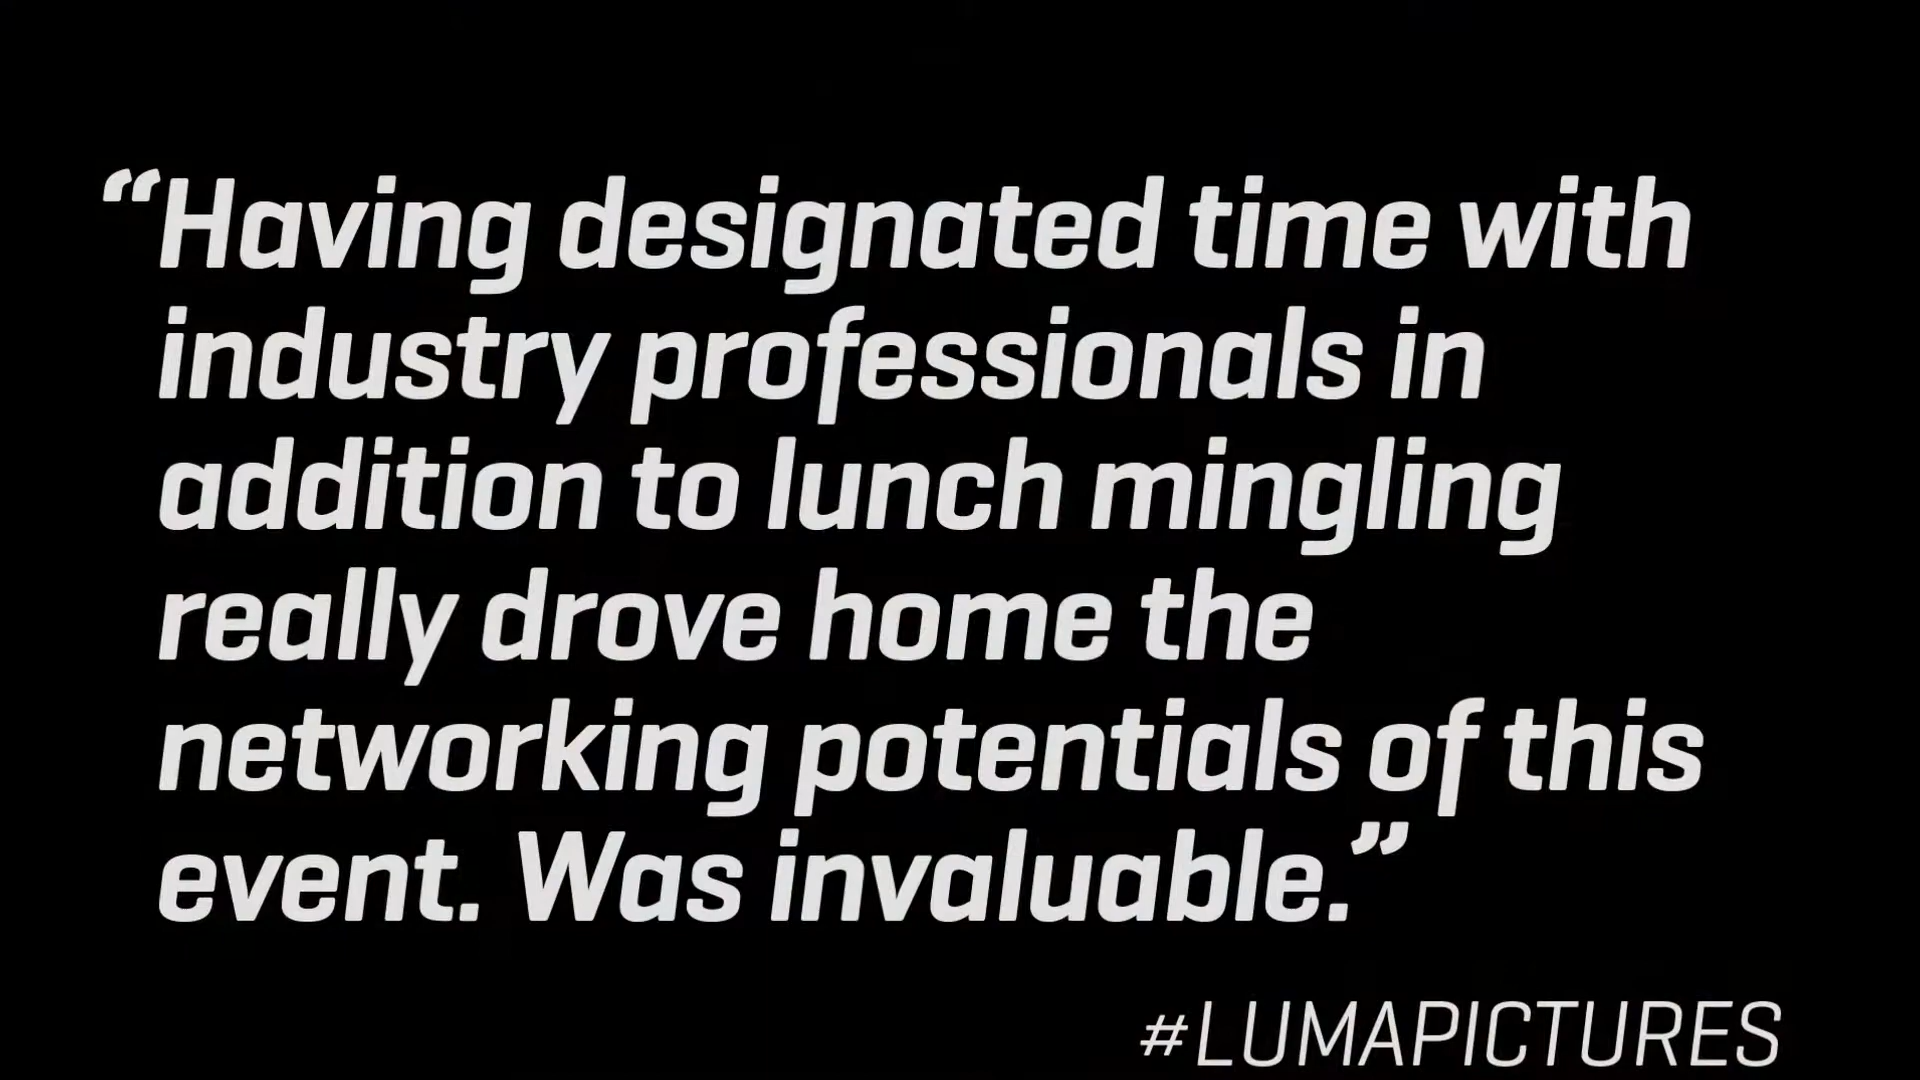 “Having designated time with
industry professionals in
addition to lunch mingling
really drove home the
networking potentials of this
event. Was invaluable.”
#LUMAPICTURES